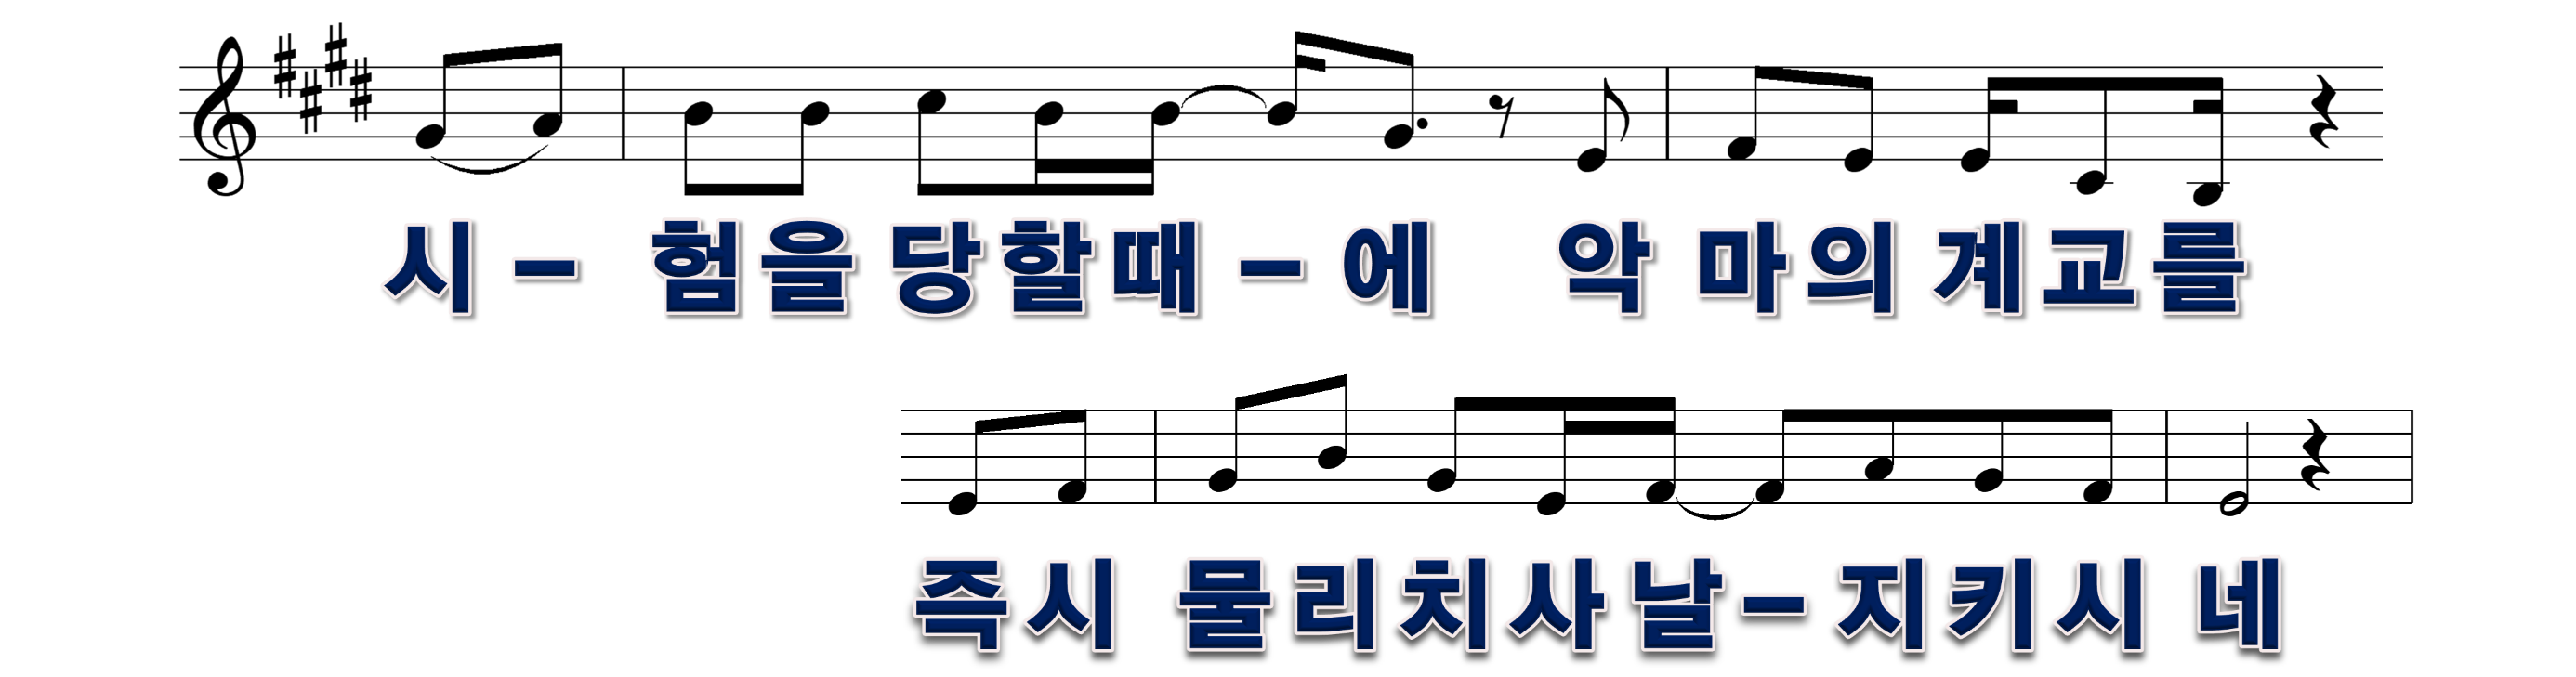 시 - 험을 당할때 - 에 악 마의 계교를
즉시 물리치사 날 - 지키시 네